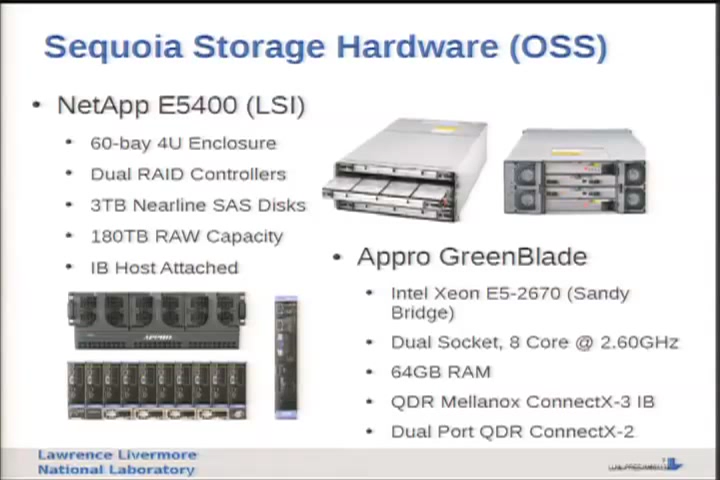 Sequoia Storage Hardware (OSS)
• NetApp E5400 (LSI)
• 60-bay 4U Enclosure
• Dual RAID Controllers
• 3TB Nearline SAS Disks
• 180TB RAW Capacity
• IB Host Attached
• Appro GreenBlade
• Intel Xeon E5-2670 (Sandy
Bridge)
• Dual Socket, 8 Core @ 2.60GHz
• 64GB RAM
• QDR Mellanox ConnectX-3 IB
• Dual Port QDR ConnectX-2
APPRO
Lawrence Livermore
National Laboratory